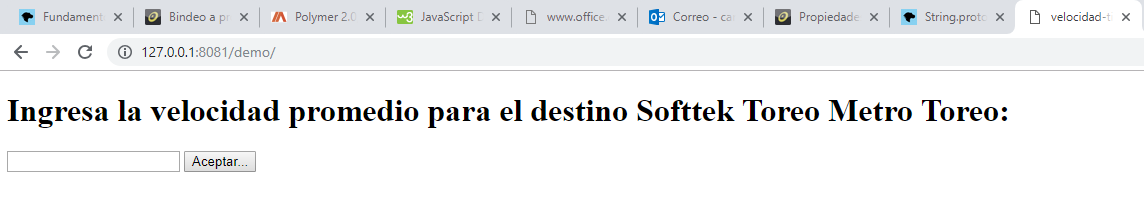 Fundament
Bindeo a pr
Polymer 2.0
JavaScript D
www.office.
Correo - ca
Propiedade
String.proto
velocidad-ti
127.0.0.1:8081/demo/
Ingresa la velocidad promedio para el destino Softtek Toreo Metro Toreo:
Aceptar...